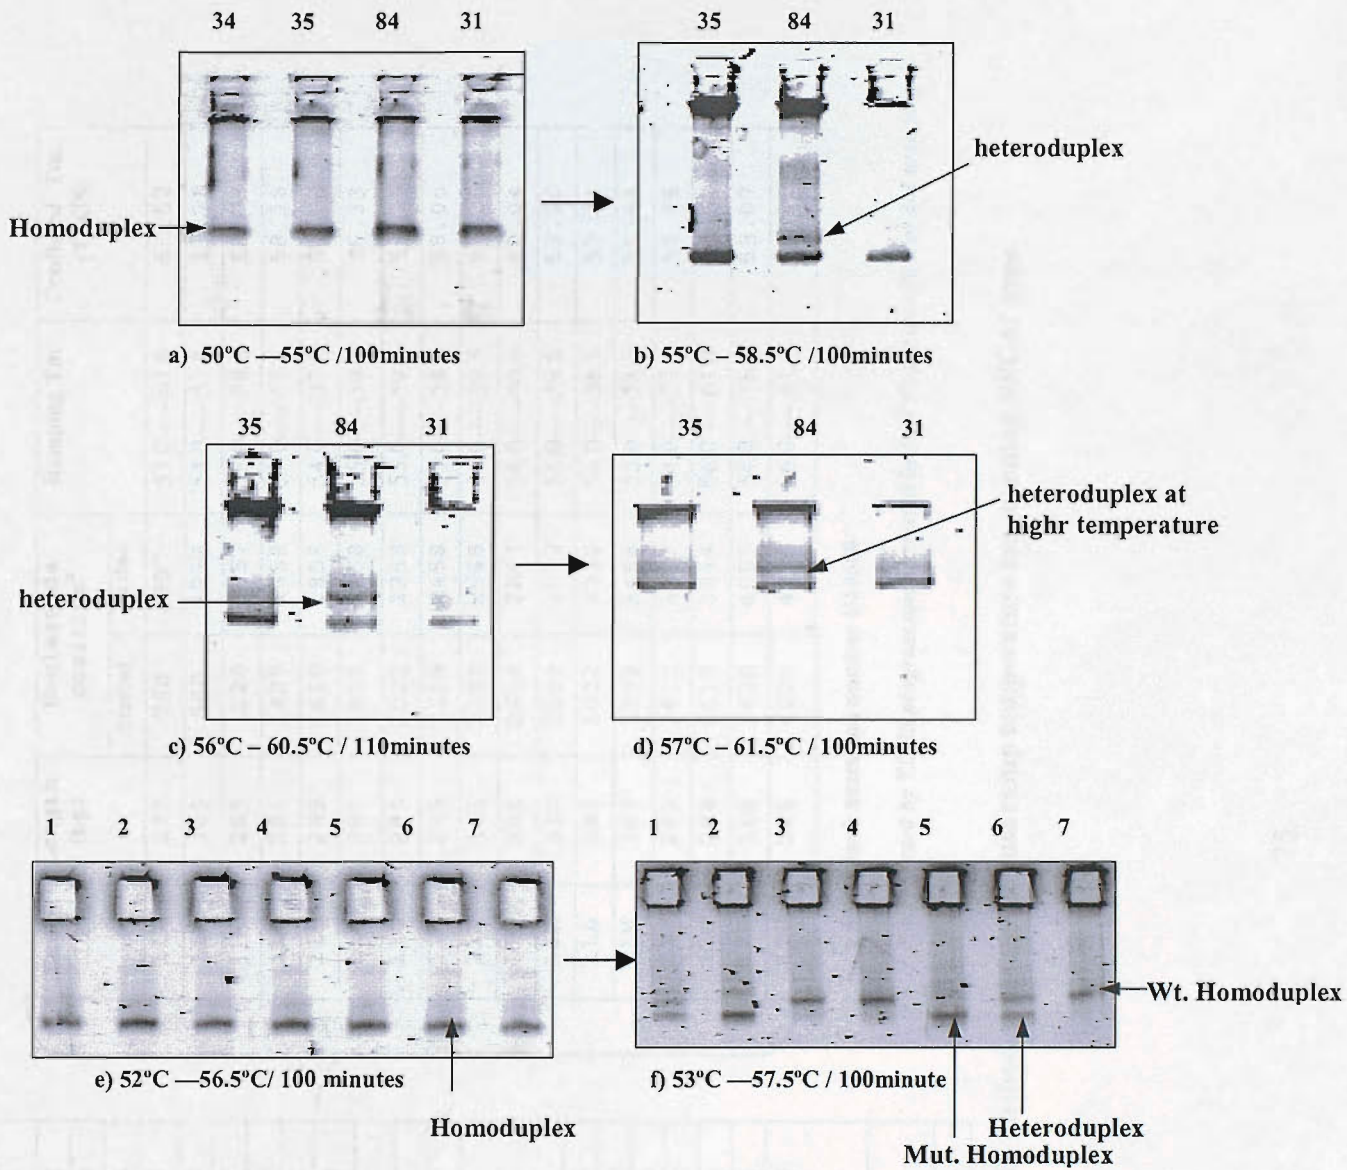 34 35 84 31
35 84 31
heteroduplex
Homoduplex
a) 50ºC —55ºC /100minutes
b) 55ºC – 58.5ºC /100minutes
35 84 31
35 84 31
heteroduplex at
highr temperature
heteroduplex
c) 56ºC – 60.5ºC / 110minutes
d) 57ºC – 61.5ºC / 100minutes
1 2 3 4 5 6 7
1 2 3 4 5 6 7
Wt. Homoduplex
e) 52ºC —56.5ºC/ 100 minutes
f) 53ºC —57.5ºC / 100minute
Homoduplex
Heteroduplex
Mut. Homoduplex